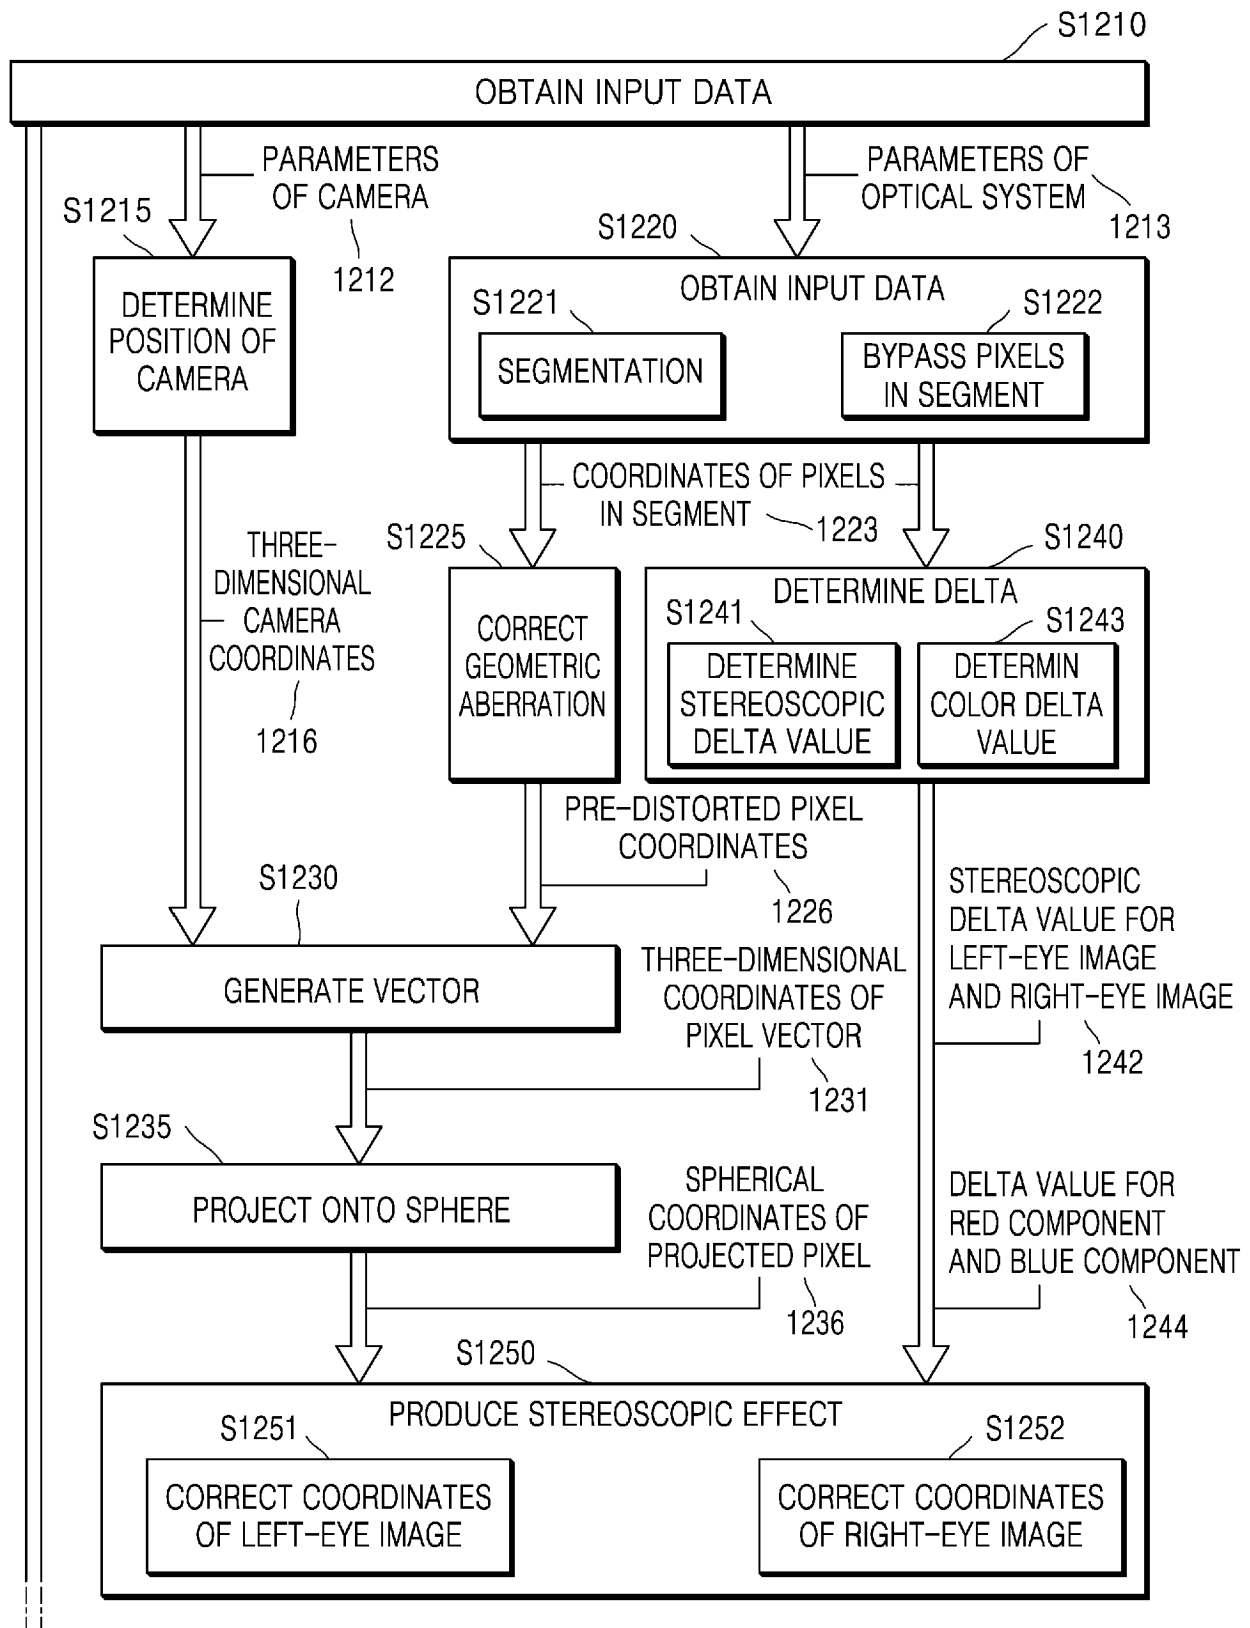 S1210
OBTAIN INPUT DATA
PARAMETERS
OF CAMERA
1212
PARAMETERS OF
OPTICAL SYSTEM
1213
S1215
DETERMINE
POSITION OF
CAMERA
S1220
OBTAIN INPUT DATA
S1221
SEGMENTATION
S1222
BYPASS PIXELS
IN SEGMENT
COORDINATES OF PIXELS
IN SEGMENT
1223
THREE-
DIMENSIONAL
CAMERA
COORDINATES
1216
S1225
CORRECT
GEOMETRIC
ABERRATION
S1240
DETERMINE DELTA
S1241
DETERMINE
STEREOSCOPIC
DELTA VALUE
S1243
DETERMIN
COLOR DELTA
VALUE
PRE-DISTORTED PIXEL
COORDINATES
1226
S1230
GENERATE VECTOR
THREE-DIMENSIONAL
COORDINATES OF
PIXEL VECTOR
1231
STEREOSCOPIC
DELTA VALUE FOR
LEFT-EYE IMAGE
AND RIGHT-EYE IMAGE
1242
S1235
PROJECT ONTO SPHERE
SPHERICAL
COORDINATES OF
PROJECTED PIXEL
1236
DELTA VALUE FOR
RED COMPONENT
AND BLUE COMPONENT
1244
S1250
PRODUCE STEREOSCOPIC EFFECT
S1251
CORRECT COORDINATES
OF LEFT-EYE IMAGE
S1252
CORRECT COORDINATES
OF RIGHT-EYE IMAGE